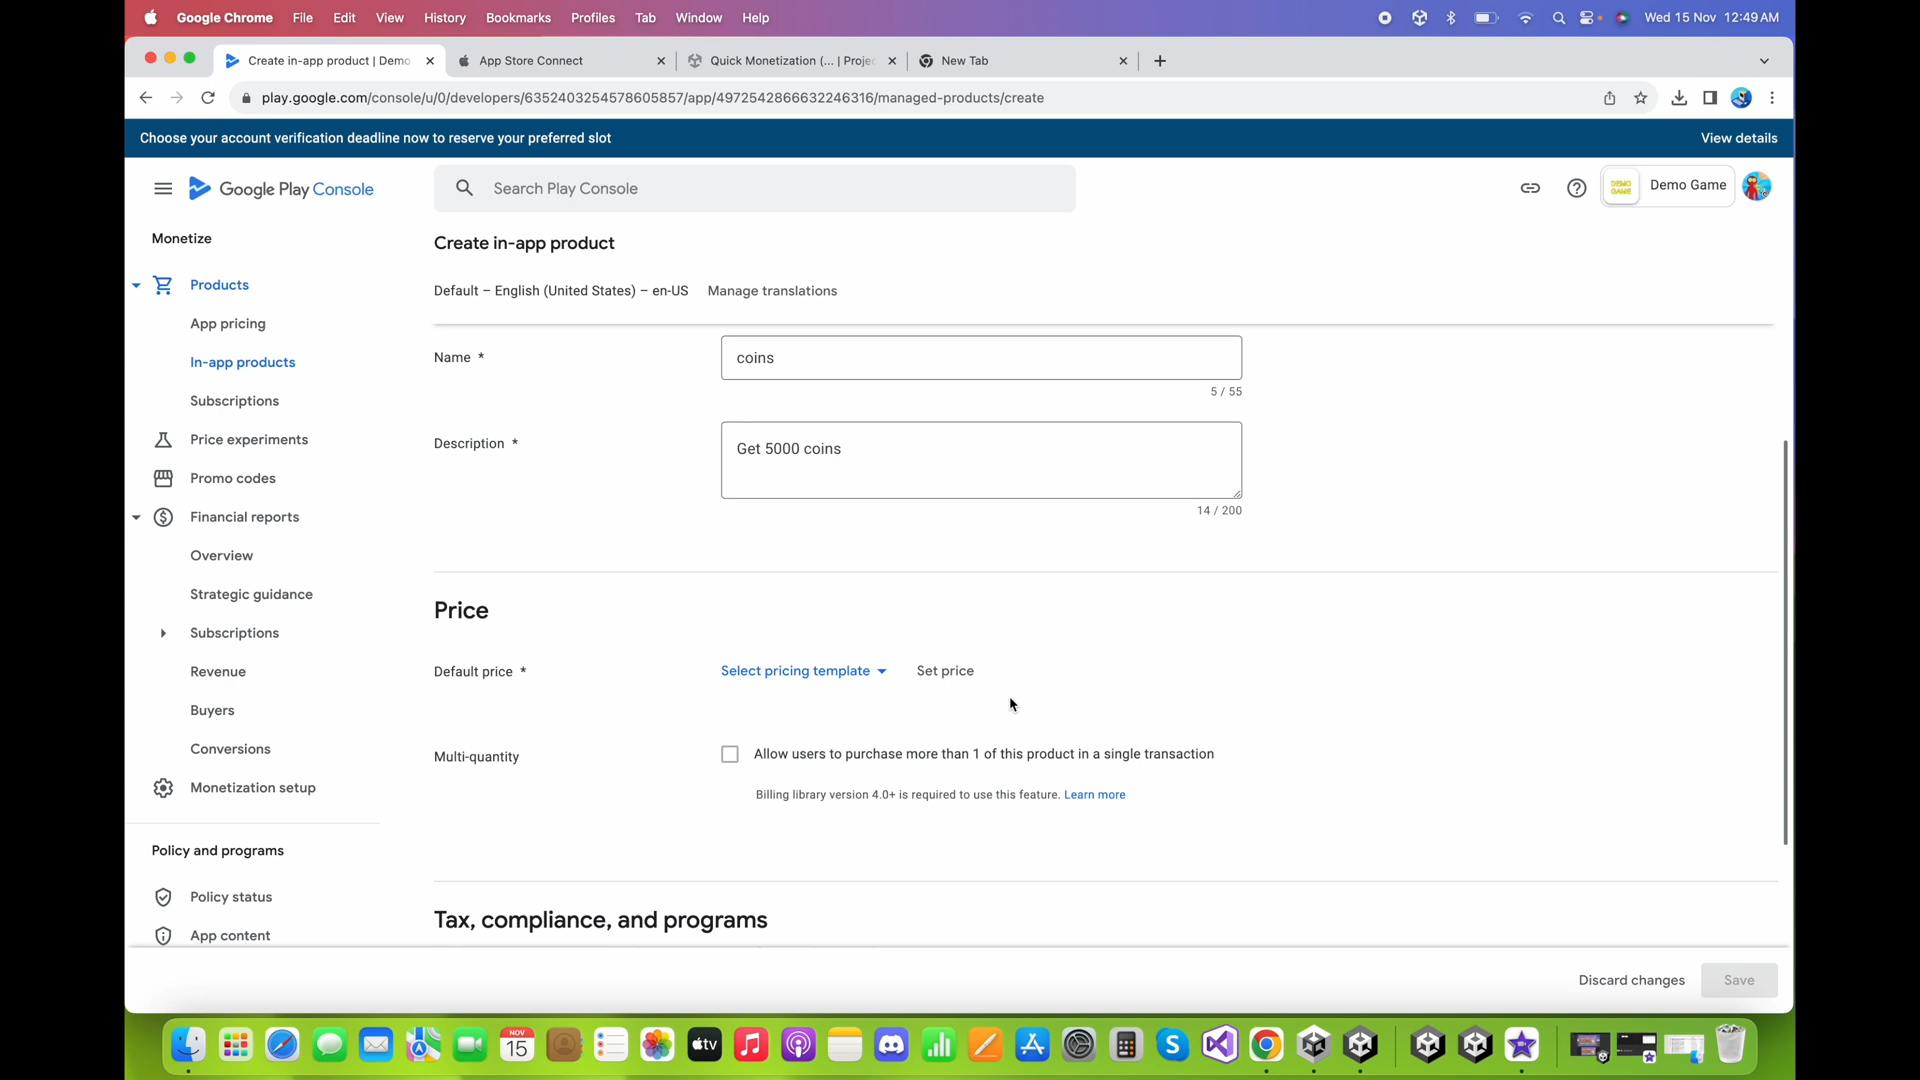 Google Chrome File Edit View History Bookmarks Profiles Tab Window Help Wed 15 Nov 12:49 AM
Create in-app product | Demo App Store Connect Quick Monetization (... | Projec New Tab
play.google.com/console/u/0/developers/6352403254578605857/app/4972542866632246316/managed-products/create
Choose your account verification deadline now to reserve your preferred slot View details
Google Play Console Search Play Console DEMO GAME Demo Game
Monetize
Products
App pricing
In-app products
Subscriptions
Price experiments
Promo codes
Financial reports
Overview
Strategic guidance
Subscriptions
Revenue
Buyers
Conversions
Monetization setup
Policy and programs
Policy status
App content
Create in-app product
Default – English (United States) – en-US Manage translations
Name * coins
5 / 55
Description * Get 5000 coins
14 / 200
Price
Default price * Select pricing template Set price
Multi-quantity Allow users to purchase more than 1 of this product in a single transaction
Billing library version 4.0+ is required to use this feature. Learn more
Tax, compliance, and programs
Discard changes Save
NOV
15
tv
S